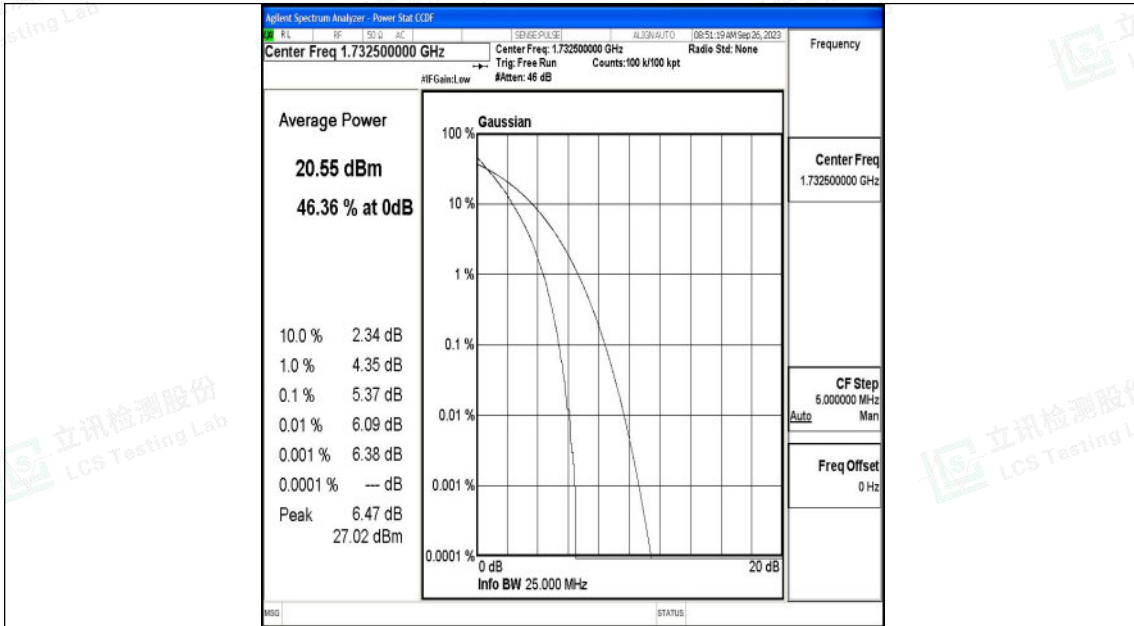 Agilent Spectrum Analyzer - Power Stat CCDF
RL RF 50 Ω AC SENSE:PULSE ALIGNAUTO 08:51:19 AM Sep 26, 2023
Center Freq 1.732500000 GHz
Center Freq: 1.732500000 GHz Radio Std: None
Trig: Free Run Counts:100 k/100 kpt
#IFGain:Low #Atten: 46 dB
Frequency
Average Power
20.55 dBm
46.36 % at 0dB
10.0 % 2.34 dB
1.0 % 4.35 dB
0.1 % 5.37 dB
0.01 % 6.09 dB
0.001 % 6.38 dB
0.0001 % --- dB
Peak 6.47 dB
27.02 dBm
Gaussian
100 %
10 %
1 %
0.1 %
0.01 %
0.001 %
0.0001 %
0 dB 20 dB
Info BW 25.000 MHz
Center Freq
1.732500000 GHz
CF Step
5.000000 MHz
Auto Man
Freq Offset
0 Hz
MSG STATUS
立讯检测股份
LCS Testing Lab
立讯检测股份
LCS Testing L
sting Lab